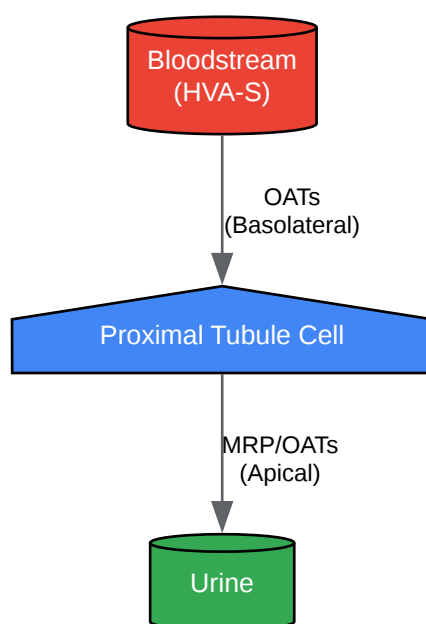 Bloodstream
(HVA-S)
OATs
(Basolateral)
Proximal Tubule Cell
MRP/OATs
(Apical)
Urine